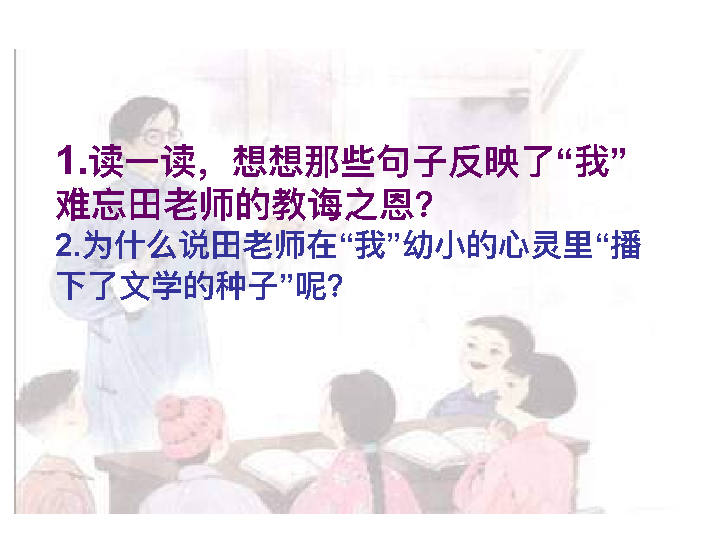 1.读一读，想想那些句子反映了“我”
难忘田老师的教诲之恩？
2.为什么说田老师在“我”幼小的心灵里“播
下了文学的种子”呢？